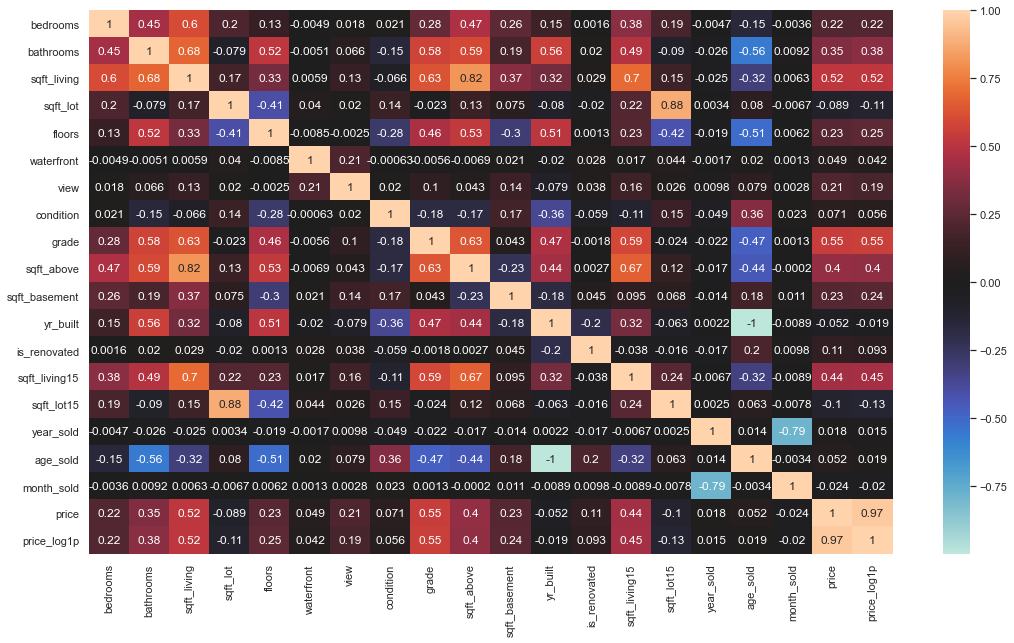 bedrooms 1 0.45 0.6 0.2 0.13 -0.0049 0.018 0.021 0.28 0.47 0.26 0.15 0.0016 0.38 0.19 -0.0047 -0.15 -0.0036 0.22 0.22 1.00
bathrooms 0.45 1 0.68 -0.079 0.52 -0.0051 0.066 -0.15 0.58 0.59 0.19 0.56 0.02 0.49 -0.09 -0.026 -0.56 0.0092 0.35 0.38
sqft_living 0.6 0.68 1 0.17 0.33 0.0059 0.13 -0.066 0.63 0.82 0.37 0.32 0.029 0.7 0.15 -0.025 -0.32 0.0063 0.52 0.52 0.75
sqft_lot 0.2 -0.079 0.17 1 -0.41 0.04 0.02 0.14 -0.023 0.13 0.075 -0.08 -0.02 0.22 0.88 0.0034 0.08 -0.0067 -0.089 -0.11
floors 0.13 0.52 0.33 -0.41 1 -0.0085 -0.0025 -0.28 0.46 0.53 -0.3 0.51 0.0013 0.23 -0.42 -0.019 -0.51 0.0062 0.23 0.25 0.50
waterfront -0.0049 -0.0051 0.0059 0.04 -0.0085 1 0.21 -0.00063 -0.0056 -0.0069 0.021 -0.02 0.029 0.017 0.044 -0.0017 0.02 0.0013 0.049 0.042
view 0.018 0.066 0.13 0.02 -0.0025 0.21 1 0.02 0.1 0.043 0.14 -0.079 0.038 0.16 0.026 0.0098 0.079 0.0028 0.21 0.19
condition 0.021 -0.15 -0.066 0.14 -0.28 -0.00063 0.02 1 -0.18 -0.17 0.17 -0.36 -0.059 -0.11 0.15 -0.049 0.36 0.023 0.071 0.056 0.25
grade 0.28 0.58 0.63 -0.023 0.46 -0.0056 0.1 -0.18 1 0.63 0.043 0.47 -0.0018 0.59 -0.024 -0.022 -0.47 0.0013 0.55 0.55
sqft_above 0.47 0.59 0.82 0.13 0.53 -0.0069 0.043 -0.17 0.63 1 -0.23 0.44 0.0027 0.67 0.12 -0.017 -0.44 -0.0002 0.4 0.4
sqft_basement 0.26 0.19 0.37 0.075 -0.3 0.021 0.14 0.17 0.043 -0.23 1 -0.18 0.045 0.095 0.068 -0.014 0.18 0.011 0.23 0.24 0.00
yr_built 0.15 0.56 0.32 -0.08 0.51 -0.02 -0.079 -0.36 0.47 0.44 -0.18 1 -0.2 0.32 -0.063 0.0022 -1 -0.0089 -0.052 -0.019
is_renovated 0.0016 0.02 0.029 -0.02 0.0013 0.028 0.038 -0.059 -0.0018 0.0027 0.045 -0.2 1 -0.038 -0.016 -0.017 0.2 0.0098 0.11 0.093 -0.25
sqft_living15 0.38 0.49 0.7 0.22 0.23 0.017 0.16 -0.11 0.59 0.67 0.095 0.32 -0.038 1 0.24 -0.0067 -0.32 -0.0089 0.44 0.45
sqft_lot15 0.19 -0.09 0.15 0.88 -0.42 0.044 0.026 0.15 -0.024 0.12 0.068 -0.063 -0.016 0.24 1 0.0025 0.063 -0.0078 -0.1 -0.13 -0.50
year_sold -0.0047 -0.026 -0.025 0.0034 -0.019 -0.0017 0.0098 -0.049 -0.022 -0.017 -0.014 0.0022 -0.017 -0.0067 0.0025 1 0.014 -0.79 0.018 0.015
age_sold -0.15 -0.56 -0.32 0.08 -0.51 0.02 0.079 0.36 -0.47 -0.44 0.18 -1 0.2 -0.32 0.063 0.014 1 -0.0034 0.052 0.019
month_sold -0.0036 0.0092 0.0063 -0.0067 0.0062 0.0013 0.0028 0.023 0.0013 -0.0002 0.011 -0.0089 0.0098 -0.0089 -0.0078 -0.79 -0.0034 1 -0.024 -0.02 -0.75
price 0.22 0.35 0.52 -0.089 0.23 0.049 0.21 0.071 0.55 0.4 0.23 -0.052 0.11 0.44 -0.1 0.018 0.052 -0.024 1 0.97
price_log1p 0.22 0.38 0.52 -0.11 0.25 0.042 0.19 0.056 0.55 0.4 0.24 -0.019 0.093 0.45 -0.13 0.015 0.019 -0.02 0.97 1
bedrooms bathrooms sqft_living sqft_lot floors waterfront view condition grade sqft_above sqft_basement yr_built is_renovated sqft_living15 sqft_lot15 year_sold age_sold month_sold price price_log1p